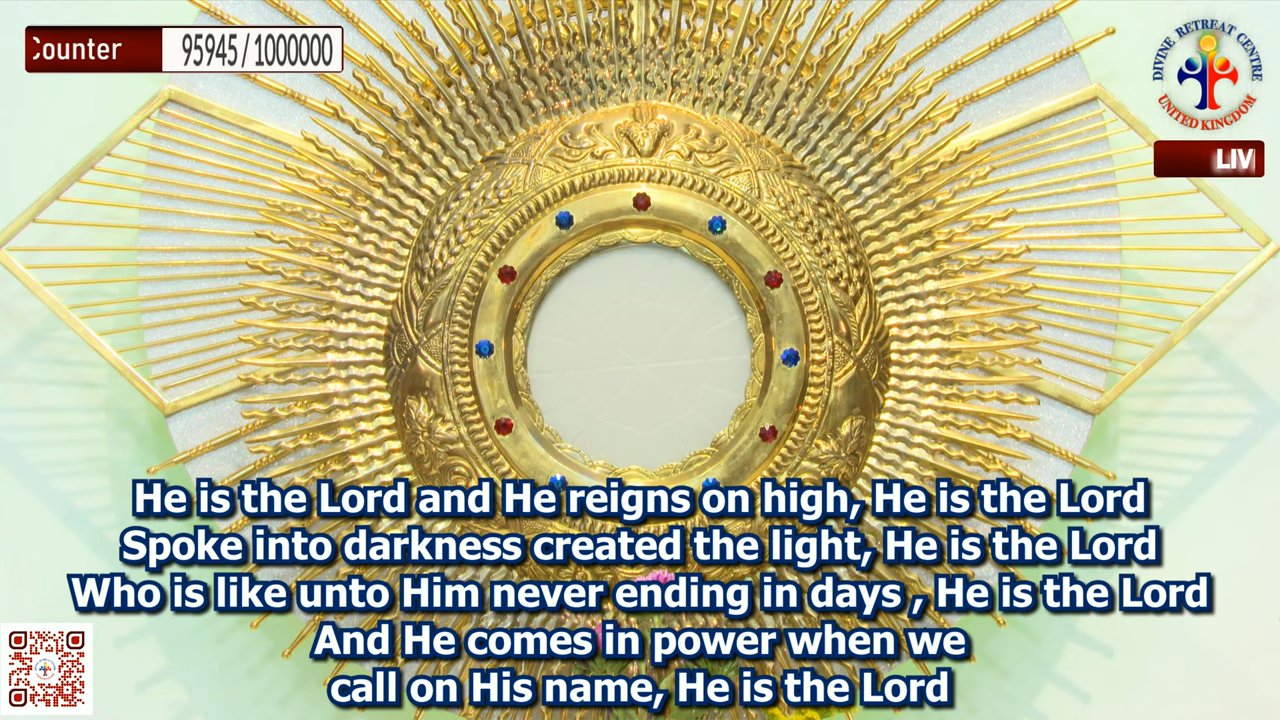 Counter 95945/1000000
DIVINE RETREAT CENTRE
UNITED KINGDOM
LIV
He is the Lord and He reigns on high, He is the Lord
Spoke into darkness created the light, He is the Lord
Who is like unto Him never ending in days , He is the Lord
And He comes in power when we
call on His name, He is the Lord